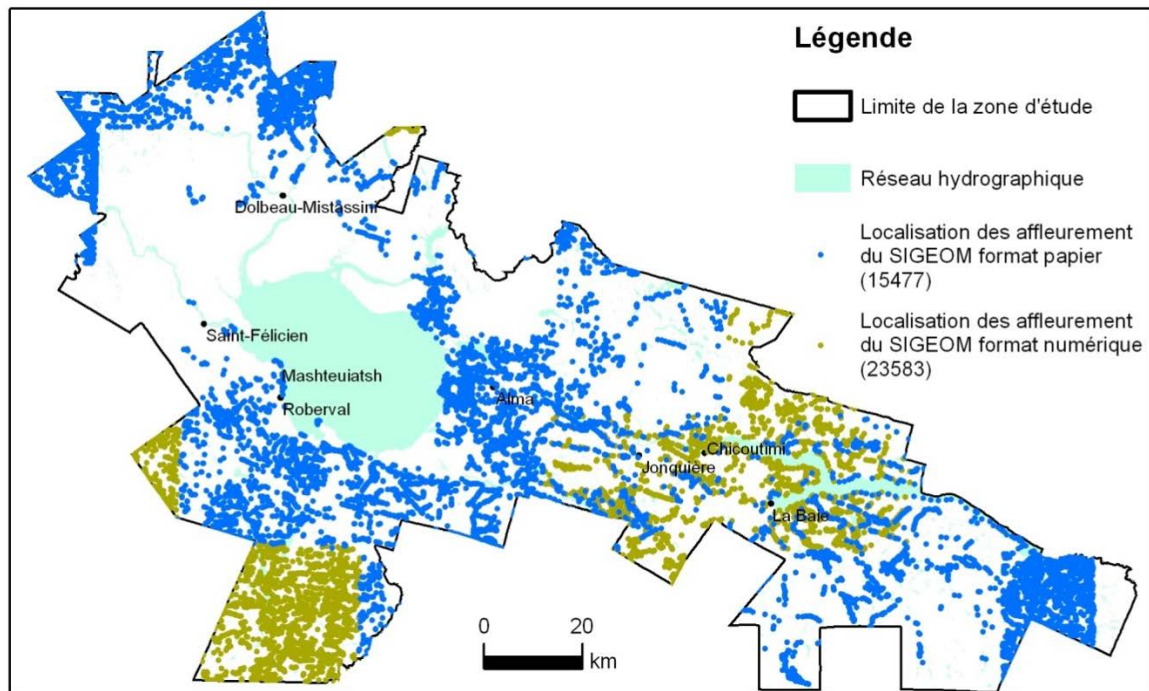 Légende
Limite de la zone d'étude
Réseau hydrographique
Localisation des affleurement
du SIGEOM format papier
(15477)
Localisation des affleurement
du SIGEOM format numérique
(23583)
Dolbeau-Mistassini
Saint-Félicien
Mashteuiatsh
Roberval
Alma
Chicoutimi
Jonquière
La Baie
0 20
km